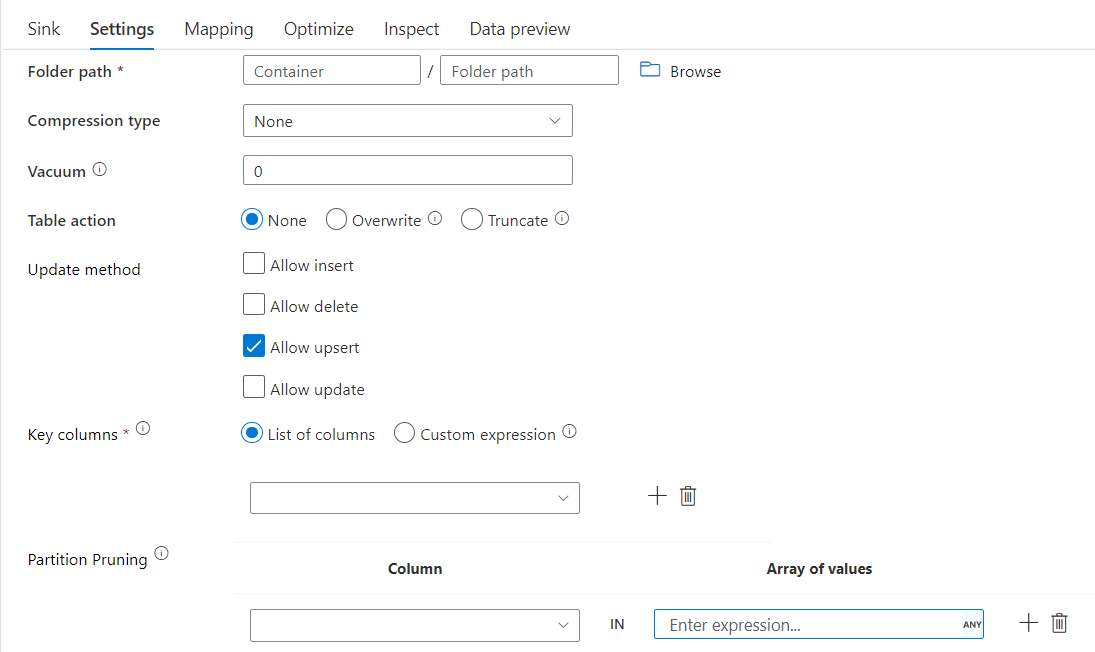 Sink Settings Mapping Optimize Inspect Data preview
Folder path * Container / Folder path Browse
Compression type None
Vacuum 0
Table action None Overwrite Truncate
Update method Allow insert
Allow delete
Allow upsert
Allow update
Key columns * List of columns Custom expression
Partition Pruning
Column Array of values
IN Enter expression... ANY